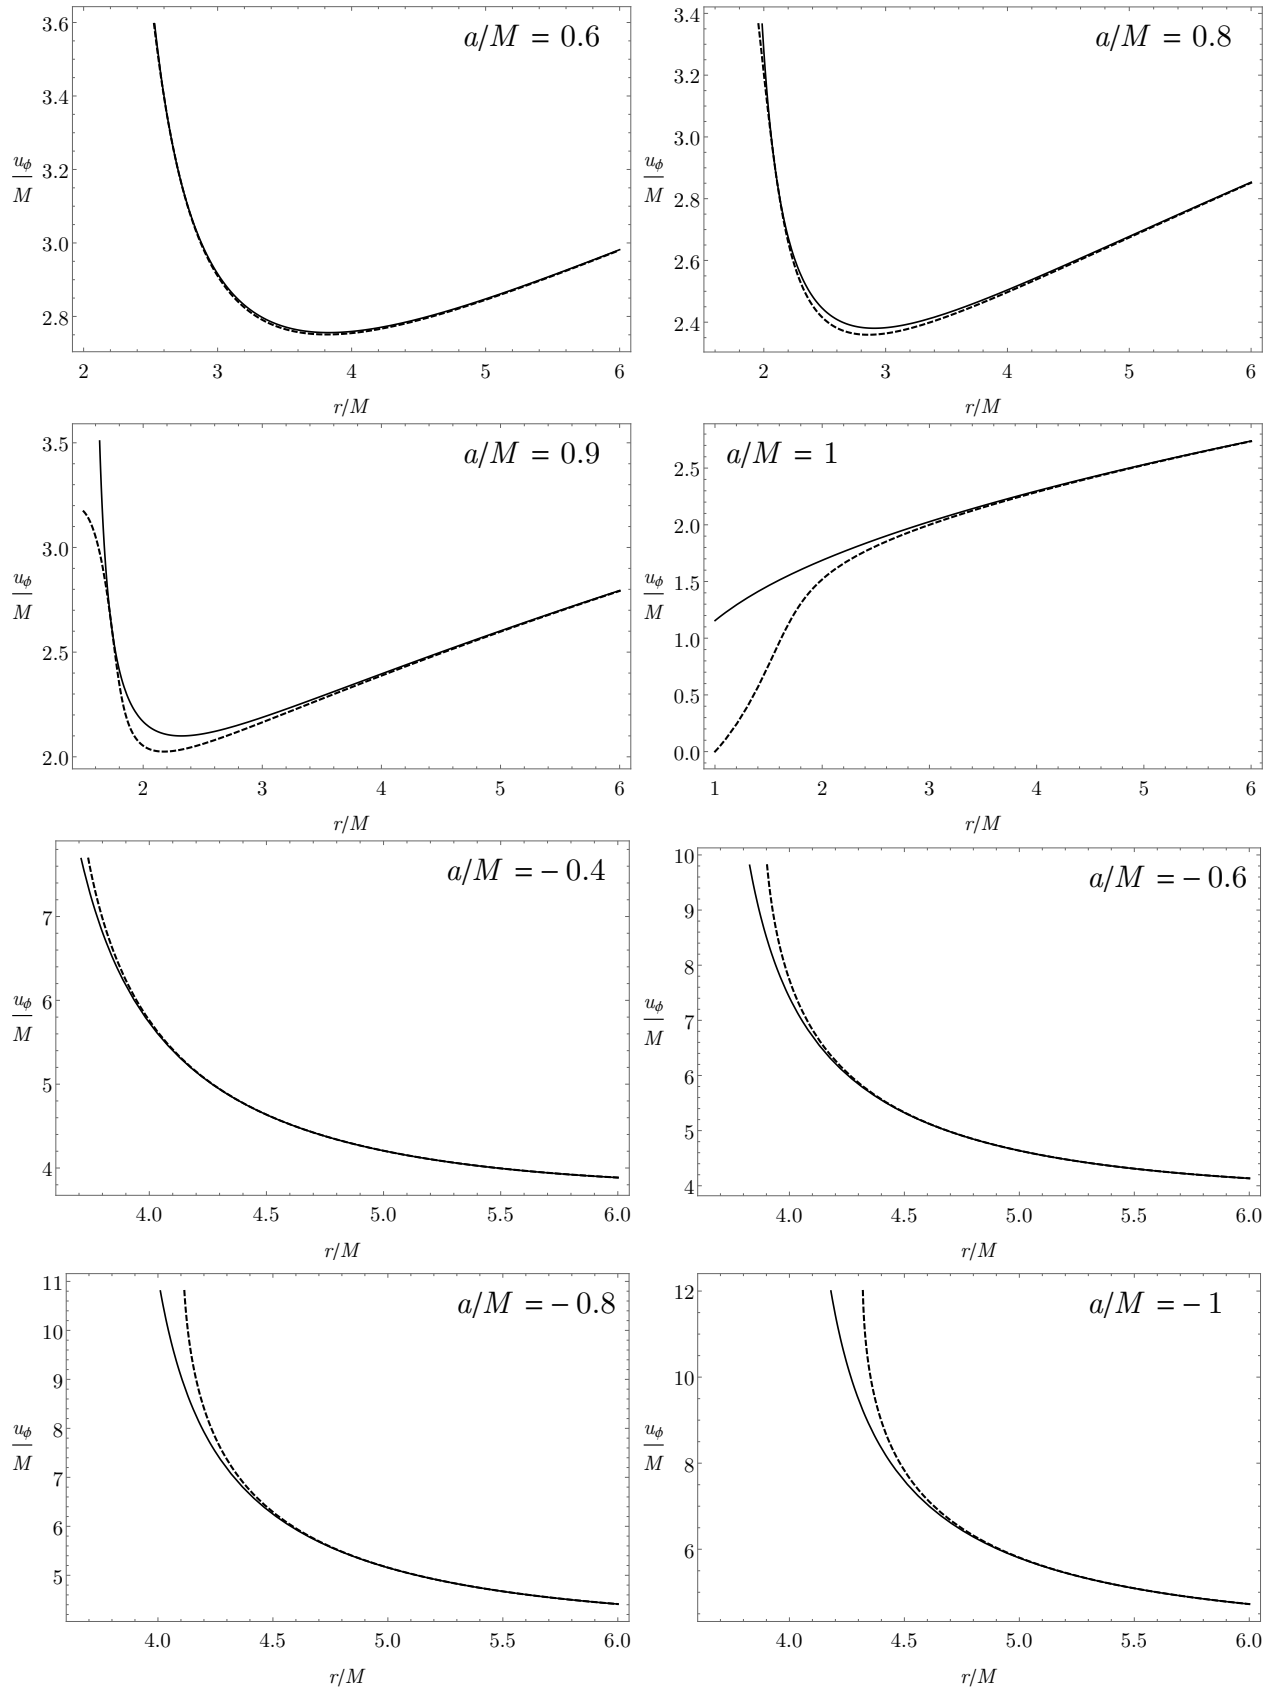 a/M = 0.6
3.6
3.4
3.2
3.0
2.8
u_ϕ
M
2 3 4 5 6
r/M
a/M = 0.8
3.4
3.2
3.0
2.8
2.6
2.4
u_ϕ
M
2 3 4 5 6
r/M
a/M = 0.9
3.5
3.0
2.5
2.0
u_ϕ
M
2 3 4 5 6
r/M
a/M = 1
2.5
2.0
1.5
1.0
0.5
0.0
u_ϕ
M
1 2 3 4 5 6
r/M
a/M = − 0.4
7
6
5
4
u_ϕ
M
4.0 4.5 5.0 5.5 6.0
r/M
a/M = − 0.6
10
9
8
7
6
5
4
u_ϕ
M
4.0 4.5 5.0 5.5 6.0
r/M
a/M = − 0.8
11
10
9
8
7
6
5
u_ϕ
M
4.0 4.5 5.0 5.5 6.0
r/M
a/M = − 1
12
10
8
6
u_ϕ
M
4.0 4.5 5.0 5.5 6.0
r/M